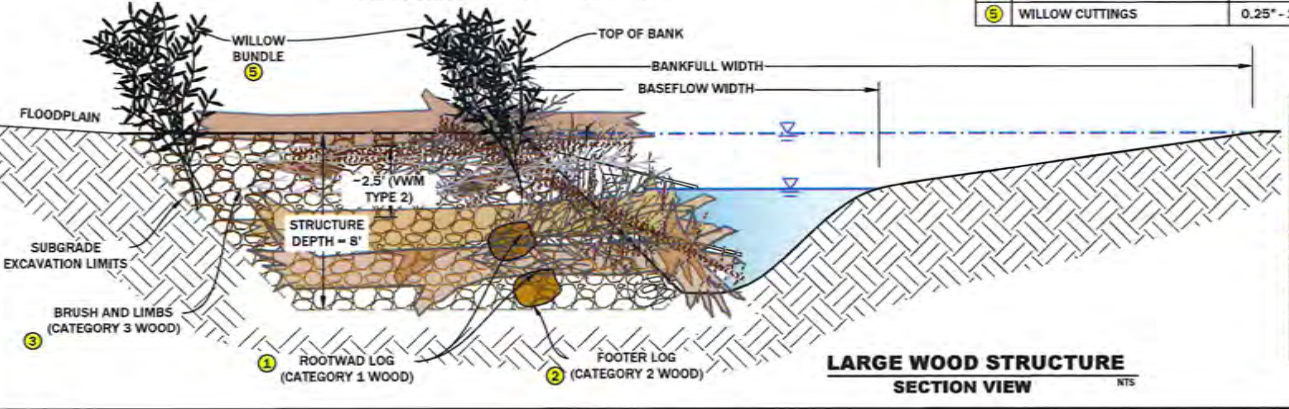 5 WILLOW CUTTINGS 0.25" -
WILLOW
BUNDLE
5
TOP OF BANK
BANKFULL WIDTH
BASEFLOW WIDTH
FLOODPLAIN
~2.5' (VWM
TYPE 2)
STRUCTURE
DEPTH = 8'
SUBGRADE
EXCAVATION LIMITS
BRUSH AND LIMBS
(CATEGORY 3 WOOD)
3
1
ROOTWAD LOG
(CATEGORY 1 WOOD)
2
FOOTER LOG
(CATEGORY 2 WOOD)
LARGE WOOD STRUCTURE
SECTION VIEW NTS